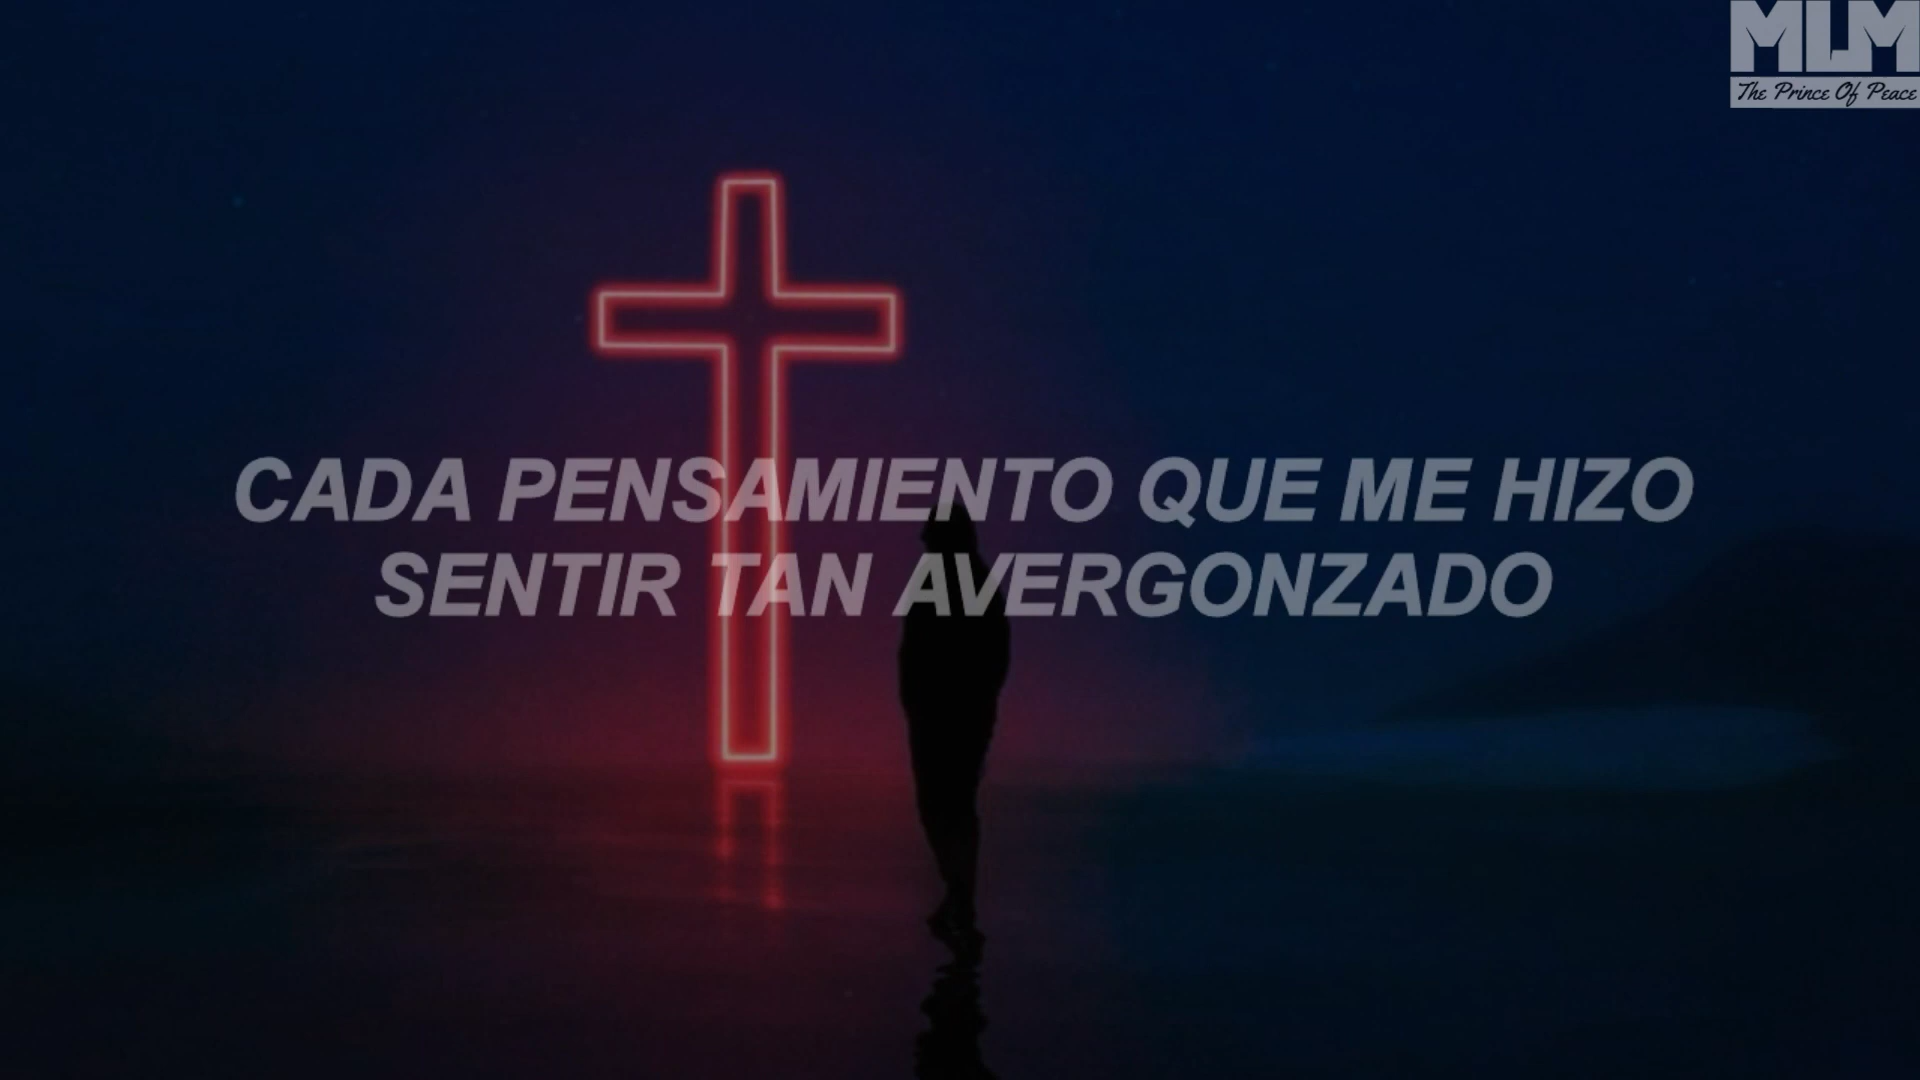 MLM
The Prince Of Peace
CADA PENSAMIENTO QUE ME HIZO
SENTIR TAN AVERGONZADO